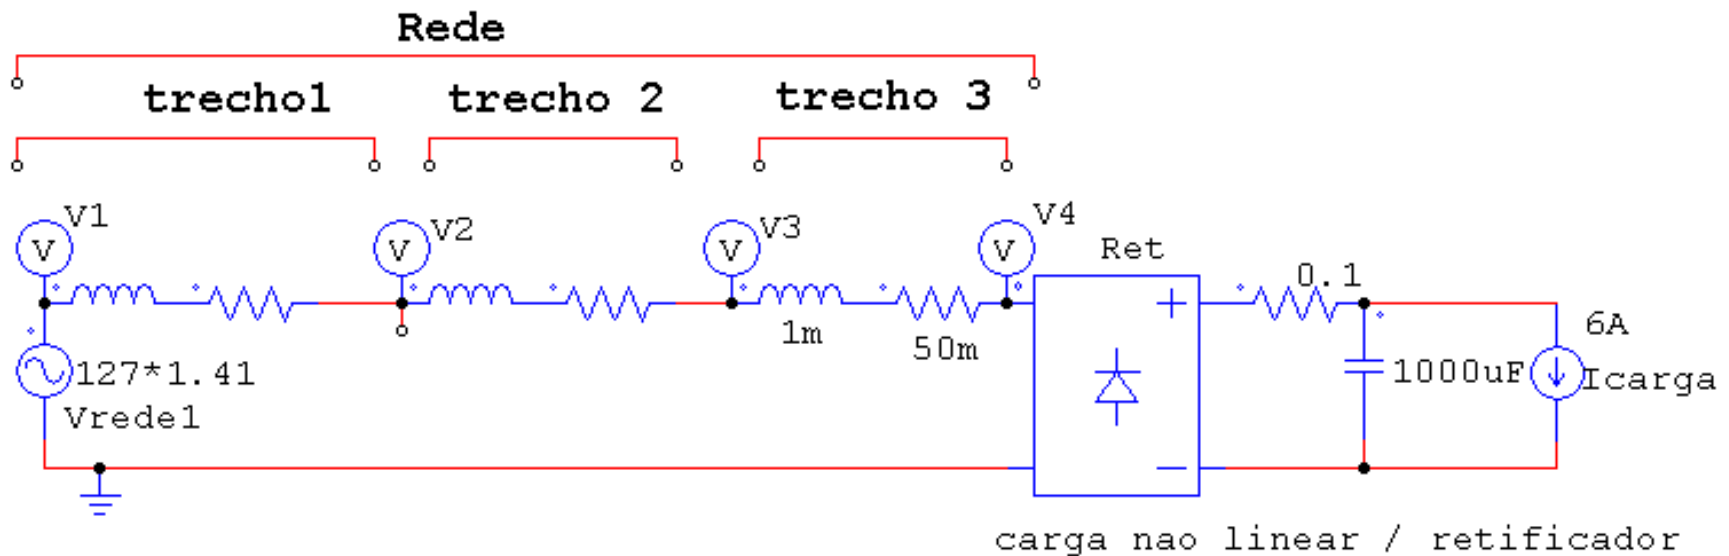 Rede
trecho1 trecho 2 trecho 3
V1 V2 V3 V4
V V V V
Ret
+
0.1
1m
50m
6A
127*1.41
1000uF
Icarga
Vrede1
carga nao linear / retificador